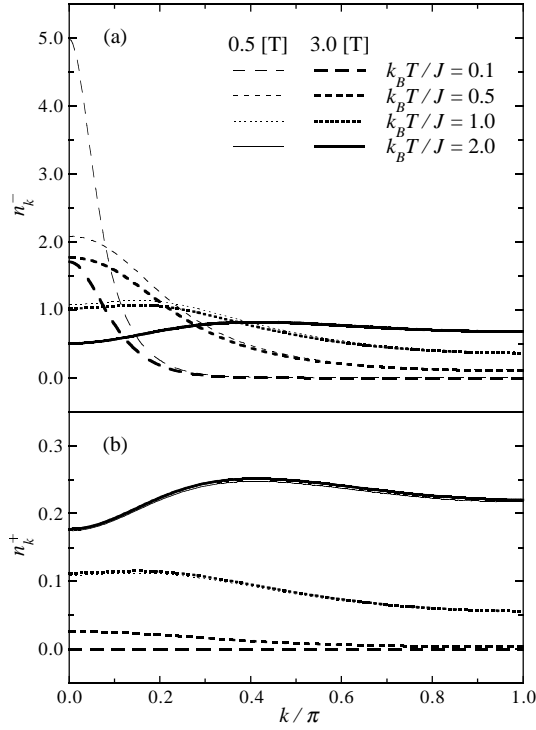 (a)
0.5 [T] 3.0 [T]
k_B T / J = 0.1
k_B T / J = 0.5
k_B T / J = 1.0
k_B T / J = 2.0
5.0
4.0
3.0
2.0
1.0
0.0
n_k^−
(b)
0.3
0.2
0.1
0.0
n_k^+
0.0 0.2 0.4 0.6 0.8 1.0
k / π